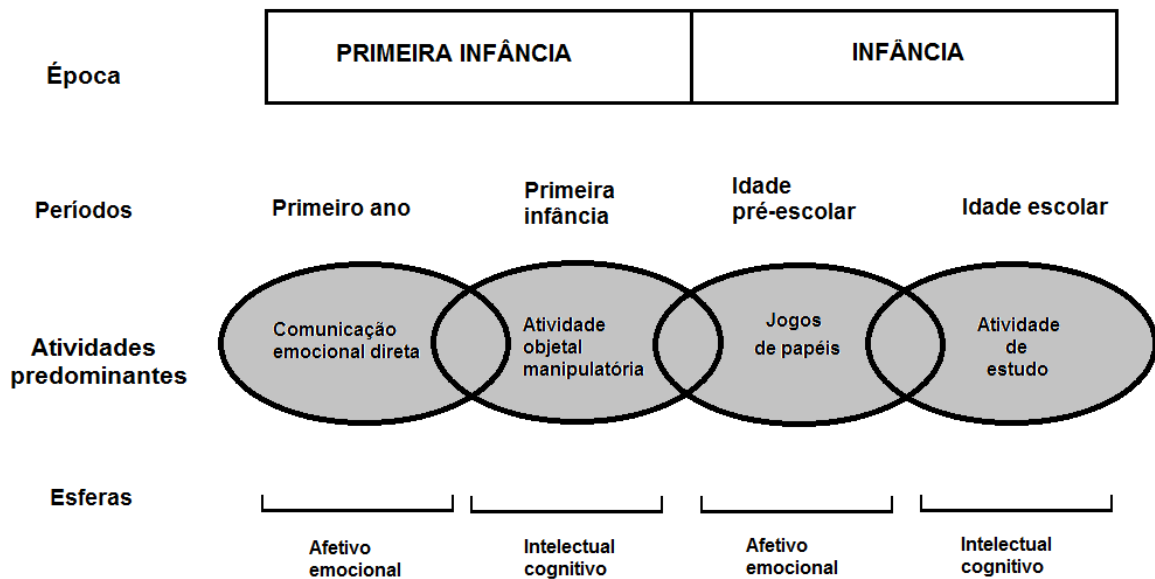 Época
PRIMEIRA INFÂNCIA
INFÂNCIA
Períodos
Primeiro ano
Primeira
infância
Idade
pré-escolar
Idade escolar
Atividades
predominantes
Comunicação
emocional direta
Atividade
objetal
manipulatória
Jogos
de papéis
Atividade
de
estudo
Esferas
Afetivo
emocional
Intelectual
cognitivo
Afetivo
emocional
Intelectual
cognitivo